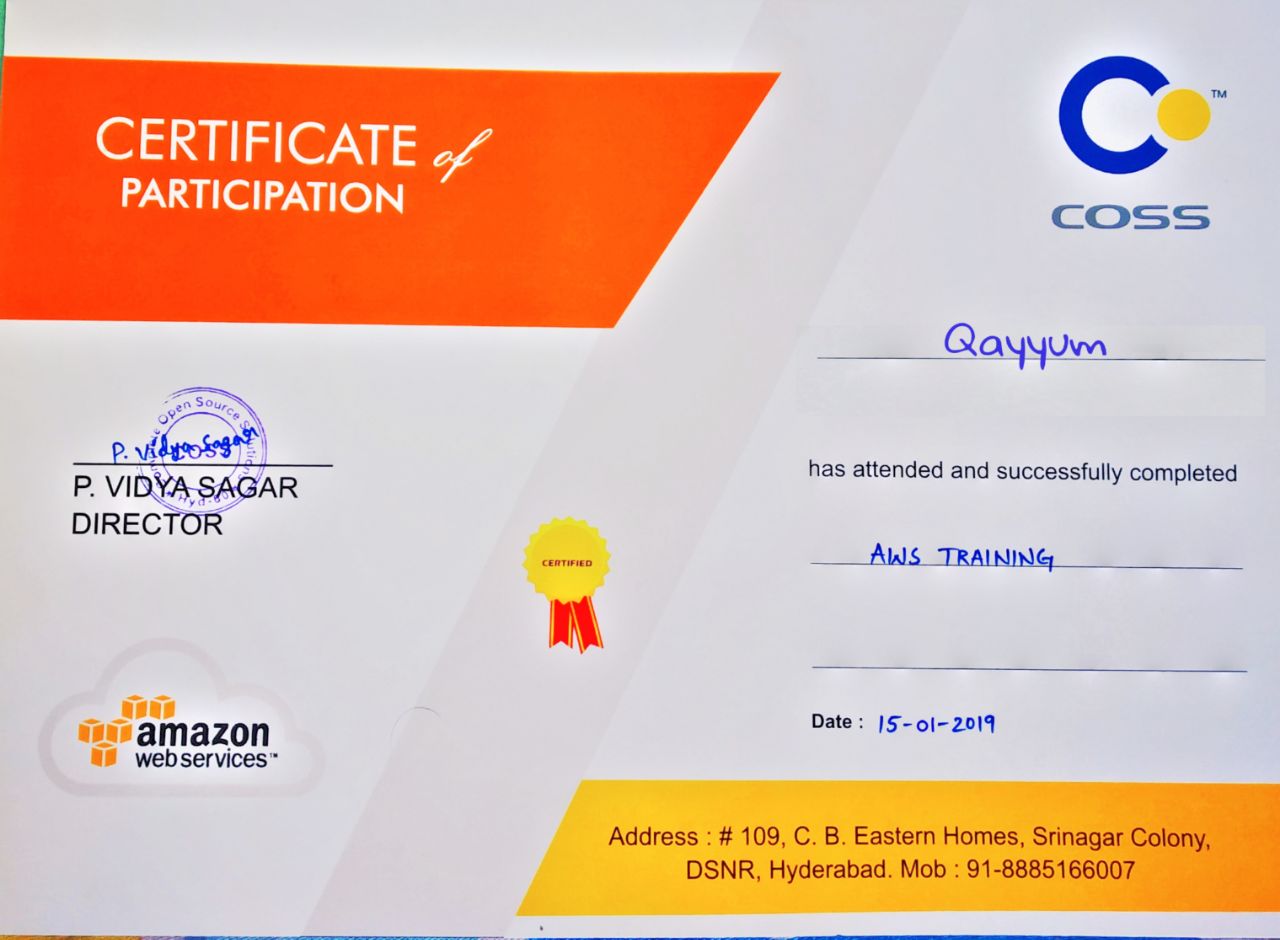 CERTIFICATE of
PARTICIPATION
TM
COSS
Qayyum
has attended and successfully completed
AWS TRAINING
Date : 15-01-2019
Open Source
COSS
P. Vidya Sagar
P. VIDYA SAGAR
DIRECTOR
CERTIFIED
amazon
web services™
Address : # 109, C. B. Eastern Homes, Srinagar Colony,
DSNR, Hyderabad. Mob : 91-8885166007